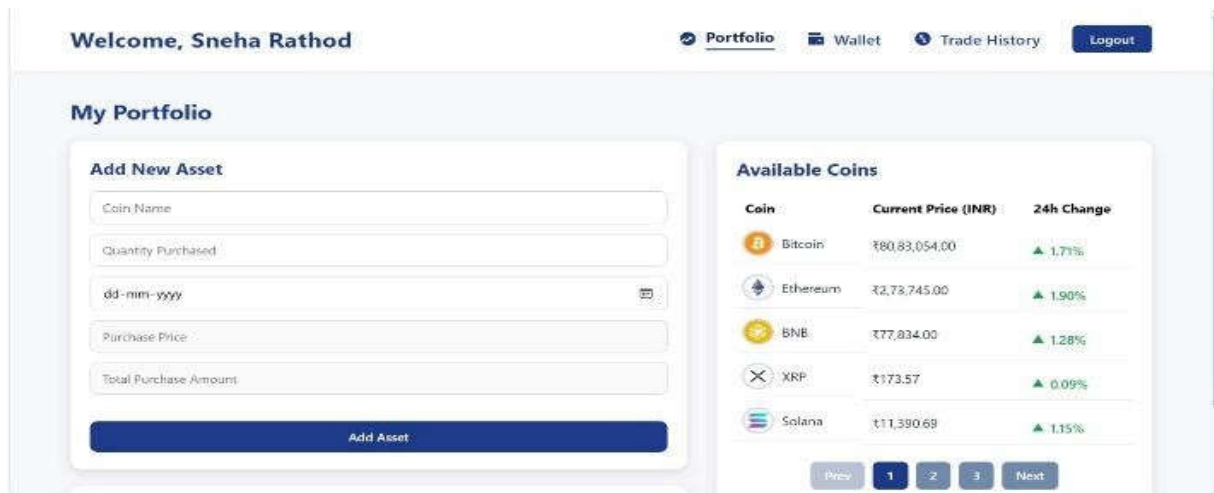 Welcome, Sneha Rathod
Portfolio Wallet Trade History Logout
My Portfolio
Add New Asset
Coin Name
Quantity Purchased
dd-mm-yyyy
Purchase Price
Total Purchase Amount
Add Asset
Available Coins
Coin Current Price (INR) 24h Change
Bitcoin ₹80,83,054.00 ▲ 1.71%
Ethereum ₹2,73,745.00 ▲ 1.90%
BNB ₹77,834.00 ▲ 1.28%
XRP ₹173.57 ▲ 0.09%
Solana ₹11,390.69 ▲ 1.15%
Prev 1 2 3 Next